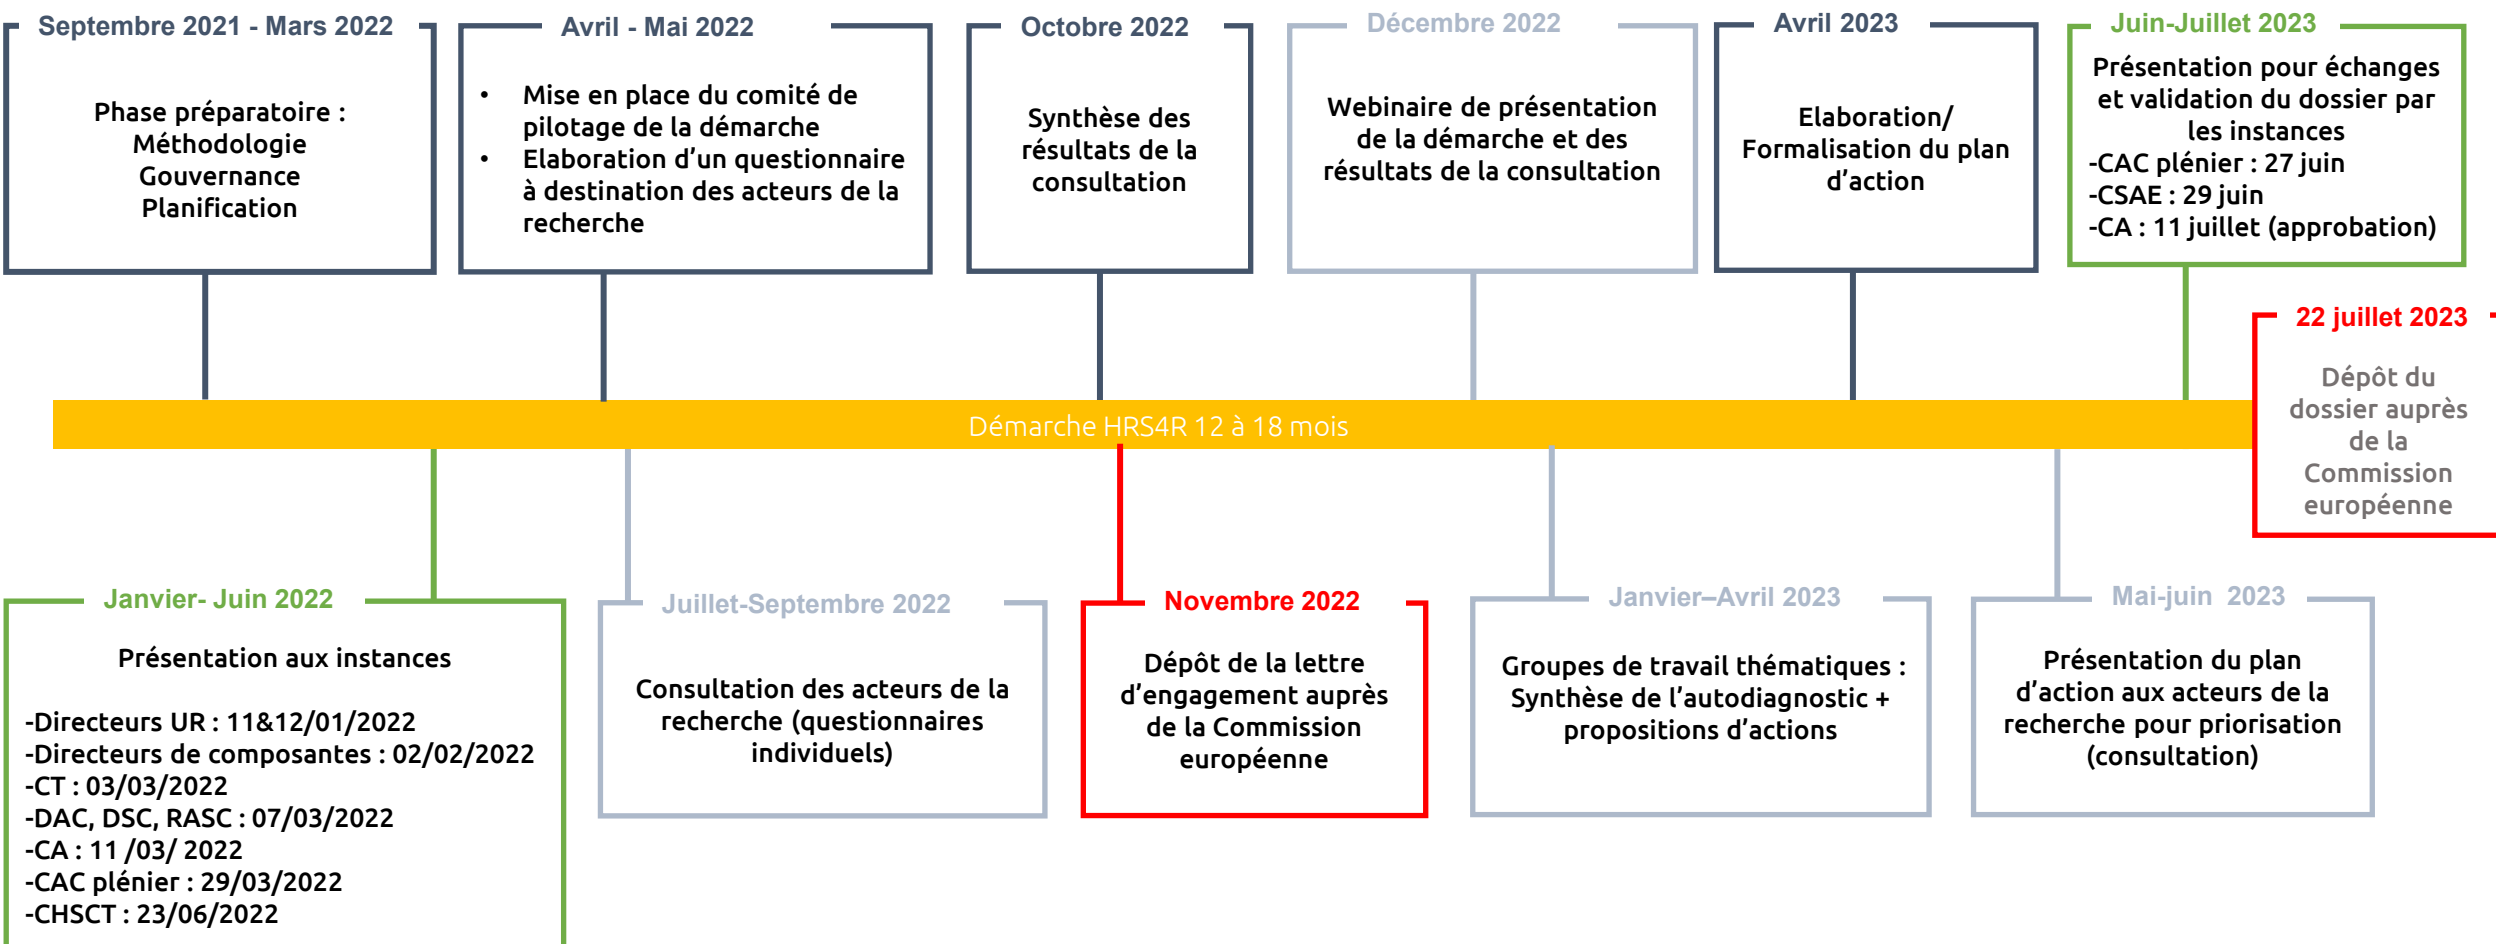 Septembre 2021 - Mars 2022
Phase préparatoire :
Méthodologie
Gouvernance
Planification
Avril - Mai 2022
• Mise en place du comité de
pilotage de la démarche
• Elaboration d’un questionnaire
à destination des acteurs de la
recherche
Octobre 2022
Synthèse des
résultats de la
consultation
Décembre 2022
Webinaire de présentation
de la démarche et des
résultats de la consultation
Avril 2023
Elaboration/
Formalisation du plan
d’action
Juin-Juillet 2023
Présentation pour échanges
et validation du dossier par
les instances
-CAC plénier : 27 juin
-CSAE : 29 juin
-CA : 11 juillet (approbation)
22 juillet 2023
Dépôt du
dossier auprès
de la
Commission
européenne
Démarche HRS4R 12 à 18 mois
Janvier- Juin 2022
Présentation aux instances
-Directeurs UR : 11&12/01/2022
-Directeurs de composantes : 02/02/2022
-CT : 03/03/2022
-DAC, DSC, RASC : 07/03/2022
-CA : 11 /03/ 2022
-CAC plénier : 29/03/2022
-CHSCT : 23/06/2022
Juillet-Septembre 2022
Consultation des acteurs de la
recherche (questionnaires
individuels)
Novembre 2022
Dépôt de la lettre
d’engagement auprès
de la Commission
européenne
Janvier–Avril 2023
Groupes de travail thématiques :
Synthèse de l’autodiagnostic +
propositions d’actions
Mai-juin 2023
Présentation du plan
d’action aux acteurs de la
recherche pour priorisation
(consultation)